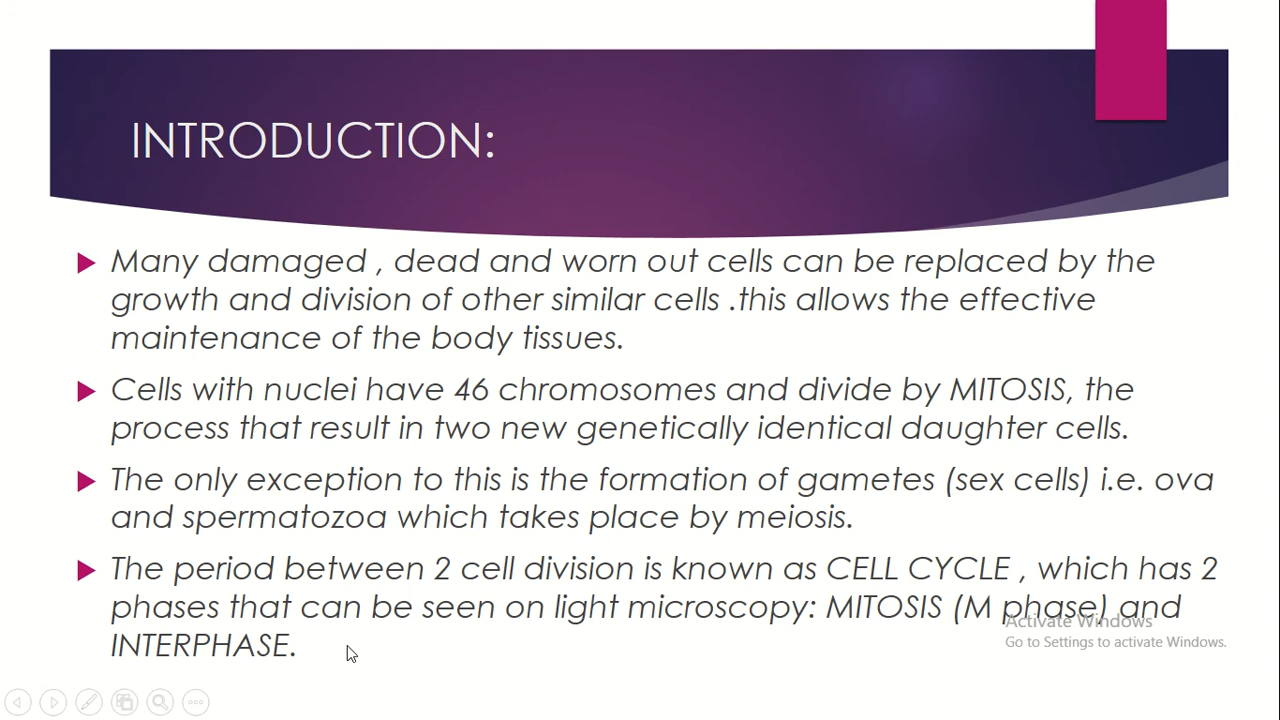 INTRODUCTION:
Many damaged , dead and worn out cells can be replaced by the
growth and division of other similar cells .this allows the effective
maintenance of the body tissues.
Cells with nuclei have 46 chromosomes and divide by MITOSIS, the
process that result in two new genetically identical daughter cells.
The only exception to this is the formation of gametes (sex cells) i.e. ova
and spermatozoa which takes place by meiosis.
The period between 2 cell division is known as CELL CYCLE , which has 2
phases that can be seen on light microscopy: MITOSIS (M phase) and
INTERPHASE.
Activate Windows
Go to Settings to activate Windows.